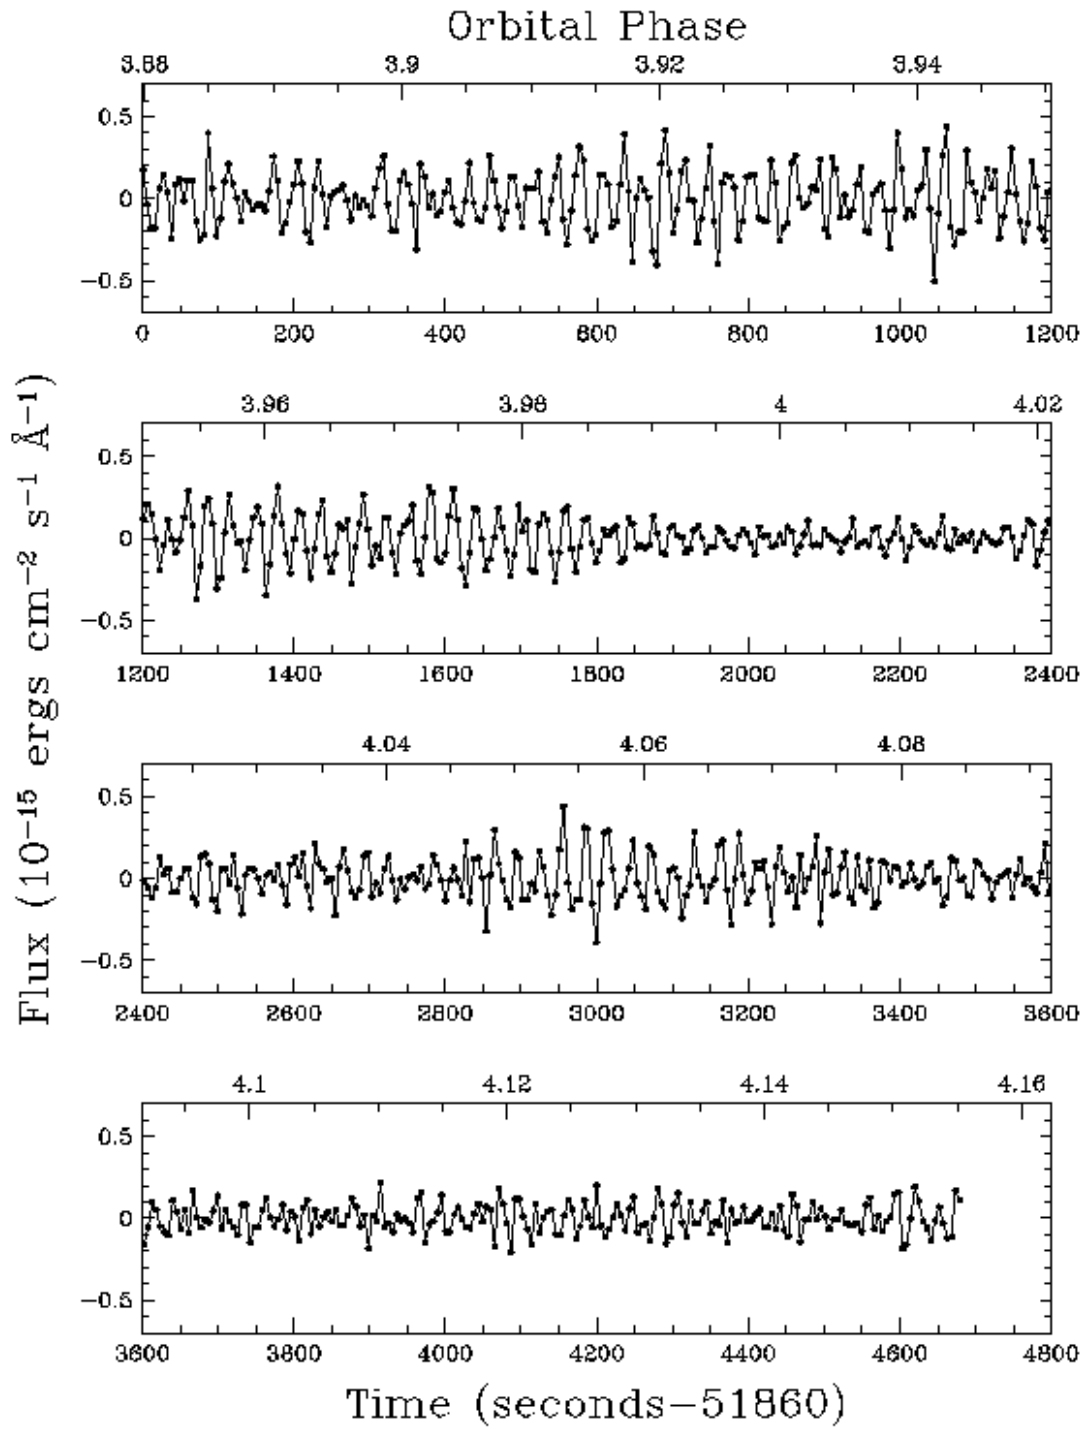 Orbital Phase
3.88 3.9 3.92 3.94
0.5
0
−0.5
0 200 400 600 800 1000 1200
3.96 3.98 4 4.02
0.5
0
−0.5
1200 1400 1600 1800 2000 2200 2400
4.04 4.06 4.08
0.5
0
−0.5
2400 2600 2800 3000 3200 3400 3600
4.1 4.12 4.14 4.16
0.5
0
−0.5
3600 3800 4000 4200 4400 4600 4800
Flux (10⁻¹⁵ ergs cm⁻² s⁻¹ Å⁻¹)
Time (seconds−51860)